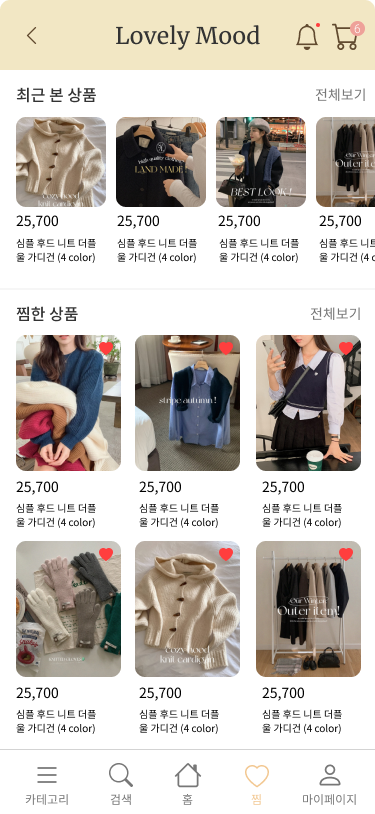 Lovely Mood
6
최근 본 상품
전체보기
cozy hood
knit cardigan
High quality clothes
LAND MADE
BEST LOOK!
Our Wanna
Outer item
25,700
25,700
25,700
25,700
심플 후드 니트 더플
울 가디건 (4 color)
심플 후드 니트 더플
울 가디건 (4 color)
심플 후드 니트 더플
울 가디건 (4 color)
심플 후드 니트
울 가디건 (4 c
찜한 상품
전체보기
stripe autumn !
25,700
25,700
25,700
심플 후드 니트 더플
울 가디건 (4 color)
심플 후드 니트 더플
울 가디건 (4 color)
심플 후드 니트 더플
울 가디건 (4 color)
Cozy hood
knit cardigan
Outer item!
25,700
25,700
25,700
심플 후드 니트 더플
울 가디건 (4 color)
심플 후드 니트 더플
울 가디건 (4 color)
심플 후드 니트 더플
울 가디건 (4 color)
카테고리
검색
홈
찜
마이페이지